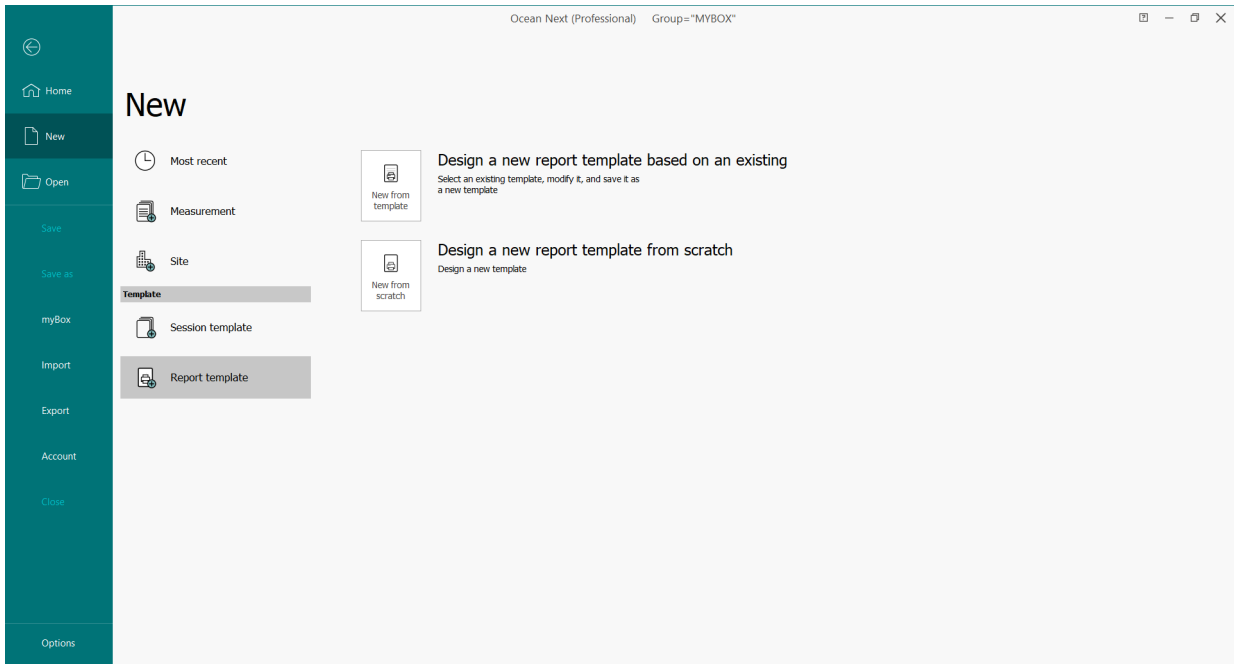 Ocean Next (Professional) Group="MYBOX"
Home
New
Open
Save
Save as
myBox
Import
Export
Account
Close
Options
New
Most recent
Measurement
Site
Template
Session template
Report template
New from
template
Design a new report template based on an existing
Select an existing template, modify it, and save it as
a new template
New from
scratch
Design a new report template from scratch
Design a new template